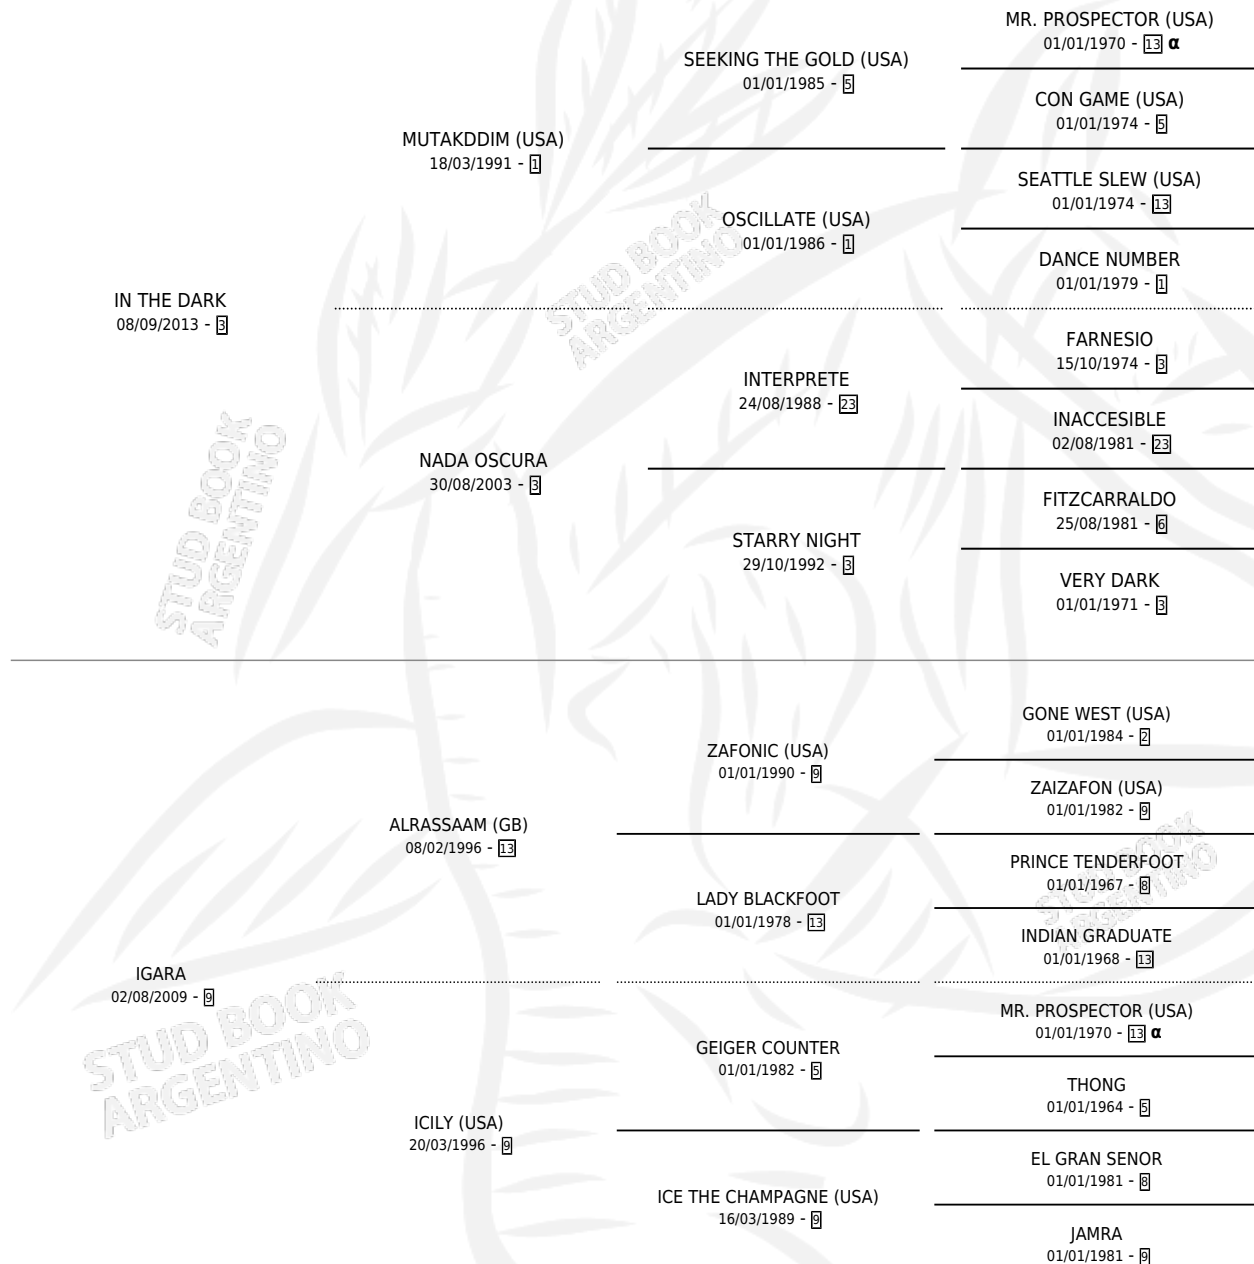 MR. PROSPECTOR (USA)
01/01/1970 - 13 α
SEEKING THE GOLD (USA)
01/01/1985 - 5
CON GAME (USA)
01/01/1974 - 5
MUTAKDDIM (USA)
18/03/1991 - 1
SEATTLE SLEW (USA)
01/01/1974 - 13
OSCILLATE (USA)
01/01/1986 - 1
DANCE NUMBER
01/01/1979 - 1
IN THE DARK
08/09/2013 - 3
FARNESIO
15/10/1974 - 3
INTERPRETE
24/08/1988 - 23
INACCESIBLE
02/08/1981 - 23
NADA OSCURA
30/08/2003 - 3
FITZCARRALDO
25/08/1981 - 6
STARRY NIGHT
29/10/1992 - 3
VERY DARK
01/01/1971 - 3
GONE WEST (USA)
01/01/1984 - 2
ZAFONIC (USA)
01/01/1990 - 9
ZAIZAFON (USA)
01/01/1982 - 9
ALRASSAAM (GB)
08/02/1996 - 13
PRINCE TENDERFOOT
01/01/1967 - 8
LADY BLACKFOOT
01/01/1978 - 13
INDIAN GRADUATE
01/01/1968 - 13
IGARA
02/08/2009 - 9
MR. PROSPECTOR (USA)
01/01/1970 - 13 α
GEIGER COUNTER
01/01/1982 - 5
THONG
01/01/1964 - 5
ICILY (USA)
20/03/1996 - 9
EL GRAN SENOR
01/01/1981 - 8
ICE THE CHAMPAGNE (USA)
16/03/1989 - 9
JAMRA
01/01/1981 - 9
STUD BOOK
ARGENTINO
STUD BOOK
ARGENTINO
STUD BOOK
ARGENTINO
STUD BOOK
ARGENTINO